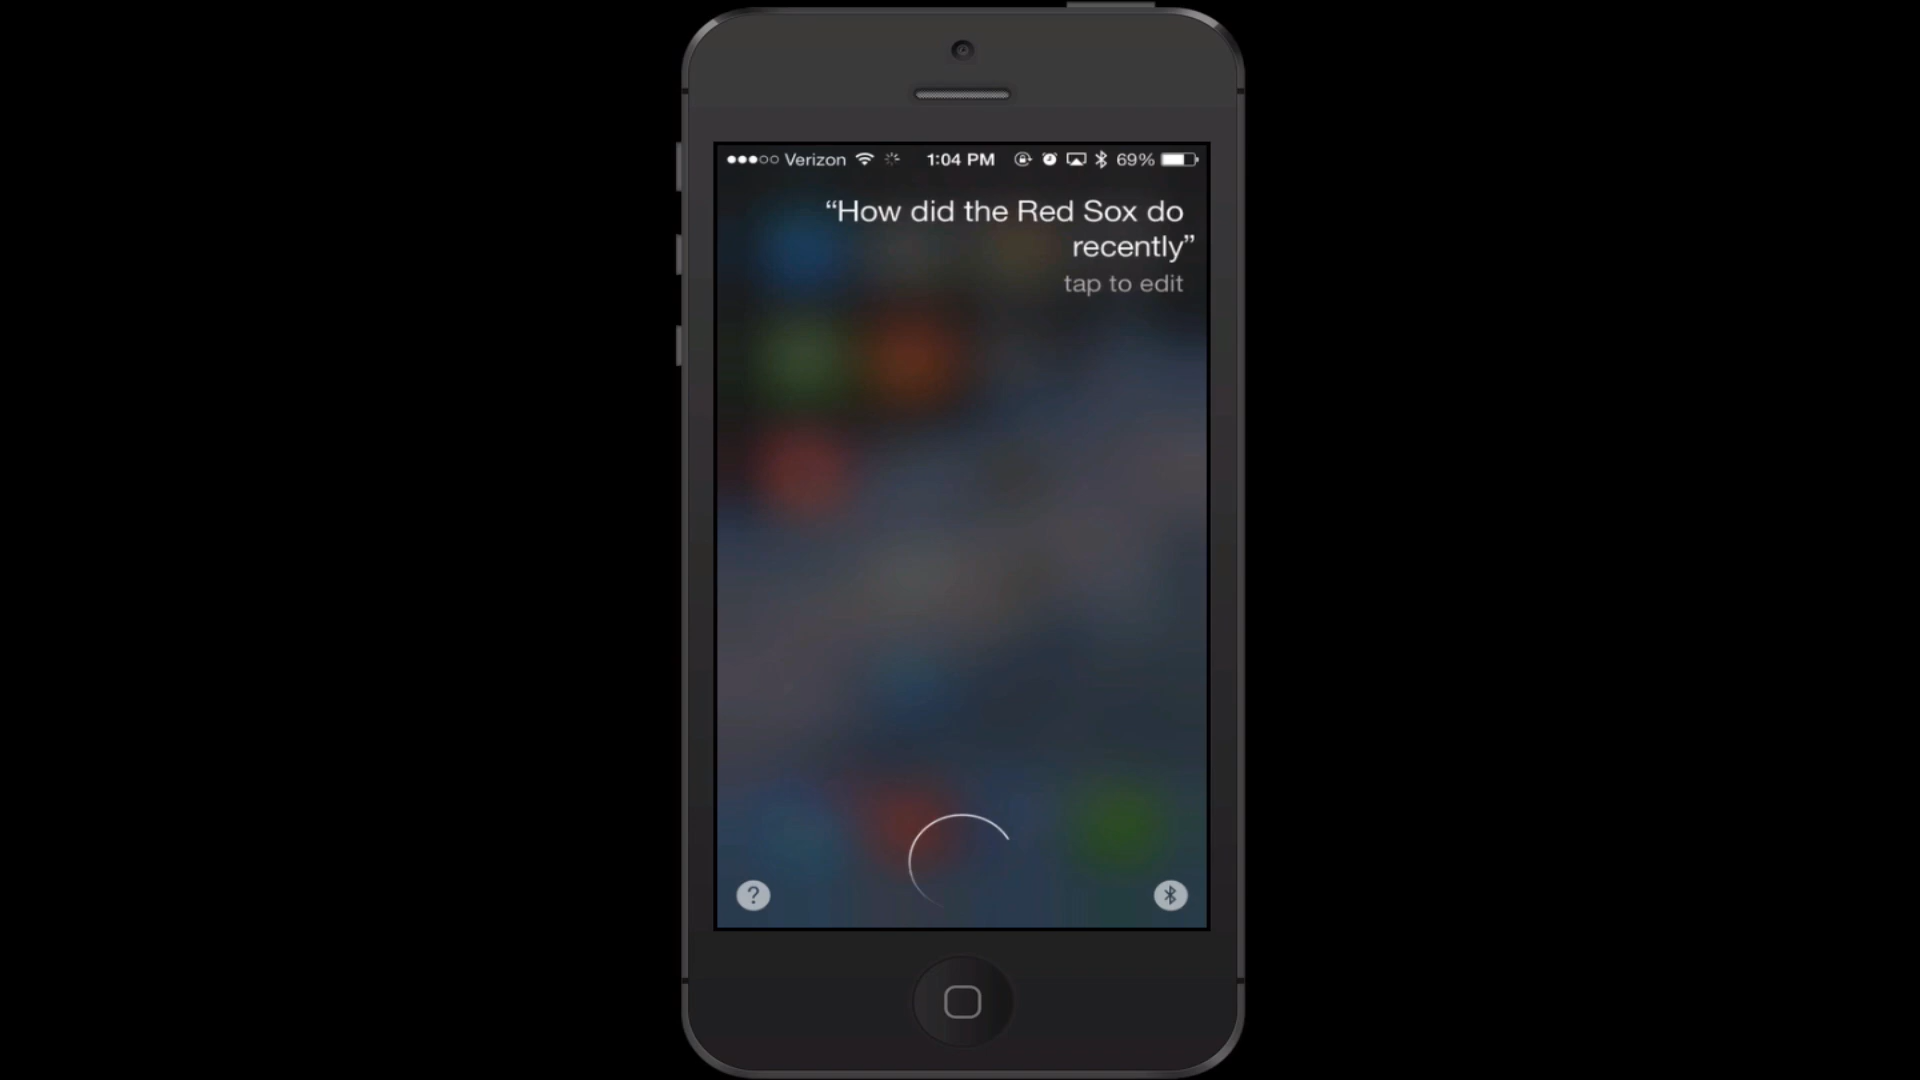 Verizon 1:04 PM 69%
“How did the Red Sox do
recently”
tap to edit
?